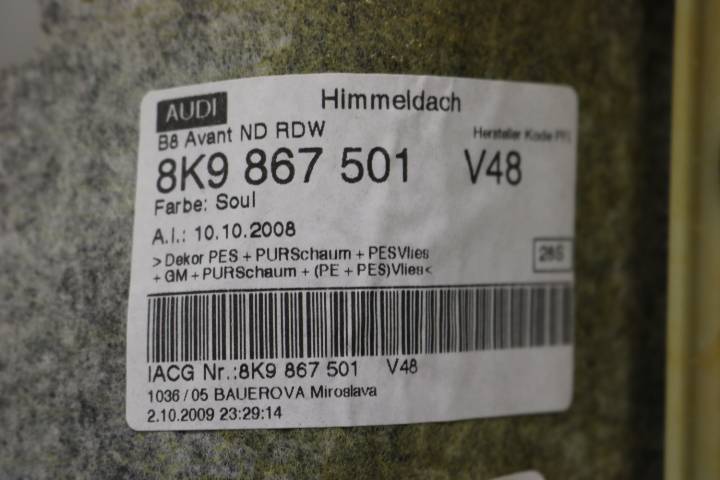 AUDI Himmeldach
B8 Avant ND RDW
Hersteller Kode
8K9 867 501 V48
Farbe: Soul
A.I.: 10.10.2008
>Dekor PES + PURSchaum + PESVlies
+ GM + PURSchaum + (PE + PES)Vlies<
IACG Nr.:8K9 867 501 V48
1036 / 05 BAUEROVA Miroslava
2.10.2009 23:29:14